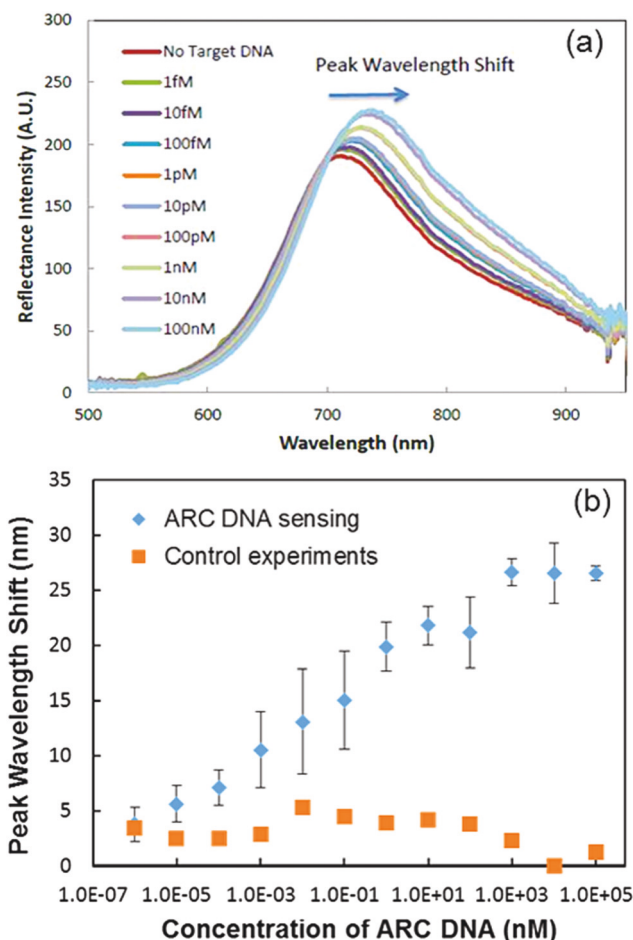 (a)
300
250
200
150
100
50
0
Reflectance Intensity (A.U.)
No Target DNA
1fM
10fM
100fM
1pM
10pM
100pM
1nM
10nM
100nM
Peak Wavelength Shift
500 600 700 800 900
Wavelength (nm)
(b)
35
30
25
20
15
10
5
0
Peak Wavelength Shift (nm)
ARC DNA sensing
Control experiments
1.0E-07 1.0E-05 1.0E-03 1.0E-01 1.0E+01 1.0E+03 1.0E+05
Concentration of ARC DNA (nM)